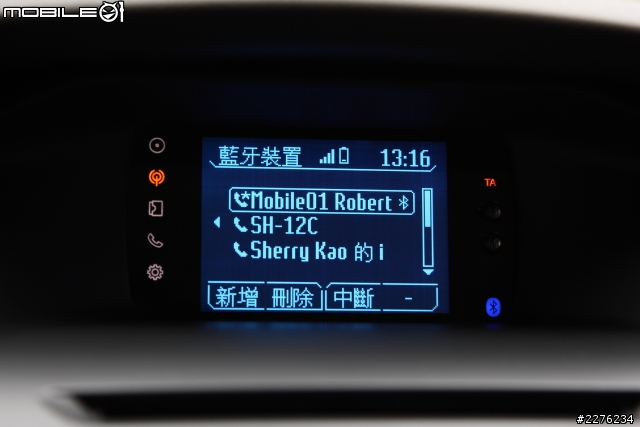 MOBILE01
藍牙裝置 13:16
Mobile01 Robert
TA
SH-12C
Sherry Kao 的 i
新增 刪除 中斷 -
#2276234